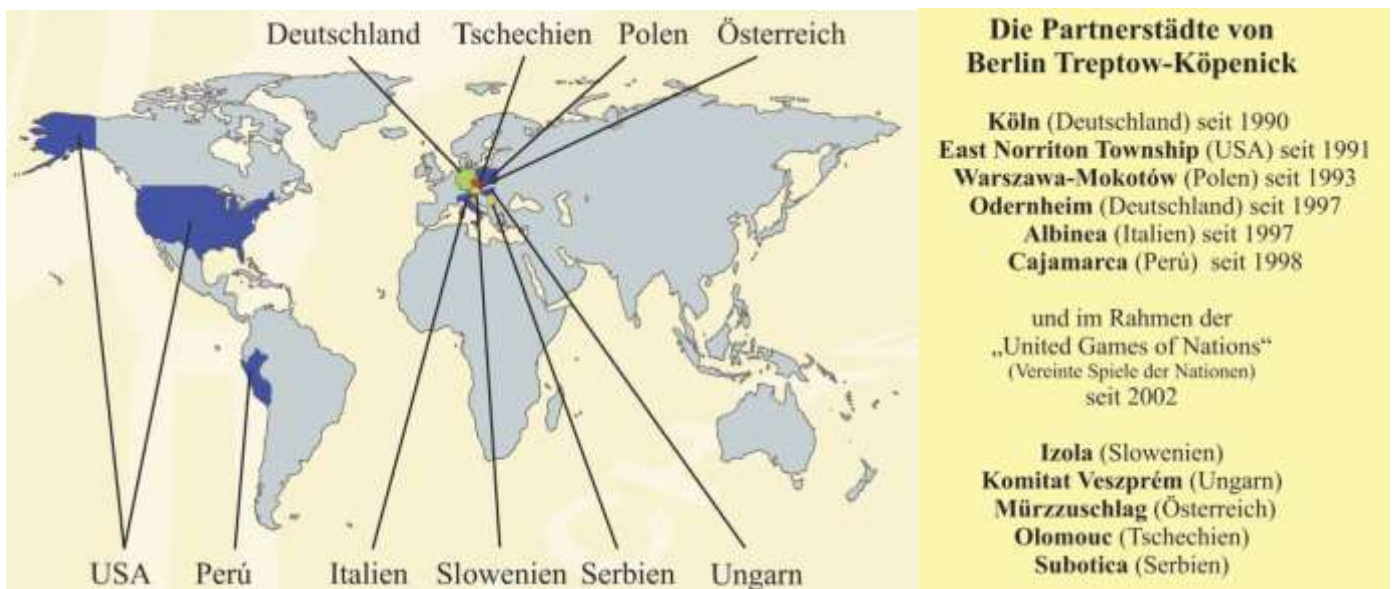 Deutschland Tschechien Polen Österreich
USA Perú Italien Slowenien Serbien Ungarn
Die Partnerstädte von
Berlin Treptow-Köpenick
Köln (Deutschland) seit 1990
East Norriton Township (USA) seit 1991
Warszawa-Mokotów (Polen) seit 1993
Odernheim (Deutschland) seit 1997
Albinea (Italien) seit 1997
Cajamarca (Perú) seit 1998
und im Rahmen der
„United Games of Nations“
(Vereinte Spiele der Nationen)
seit 2002
Izola (Slowenien)
Komitat Veszprém (Ungarn)
Mürzzuschlag (Österreich)
Olomouc (Tschechien)
Subotica (Serbien)